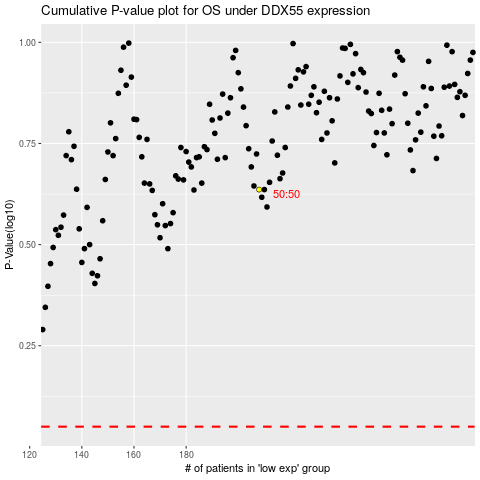 Cumulative P-value plot for OS under DDX55 expression
P-Value(log10)
1.00
0.75
0.50
0.25
50:50
120 140 160 180
# of patients in 'low exp' group